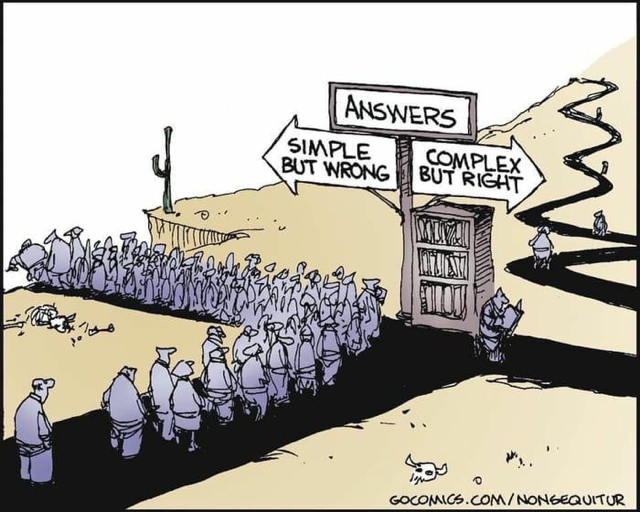 ANSWERS
SIMPLE
BUT WRONG
COMPLEX
BUT RIGHT
GOCOMICS.COM/NONSEQUITUR